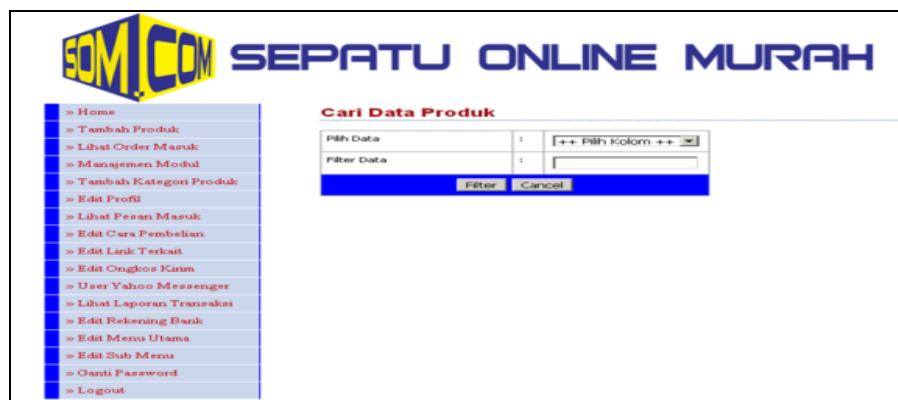 SOM.COM SEPATU ONLINE MURAH
» Home
» Tambah Produk
» Lihat Order Masuk
» Manajemen Modul
» Tambah Kategori Produk
» Edit Profil
» Lihat Pesan Masuk
» Edit Cara Pembelian
» Edit Link Terkait
» Edit Ongkos Kirim
» User Yahoo Messenger
» Lihat Laporan Transaksi
» Edit Rekening Bank
» Edit Menu Utama
» Edit Sub Menu
» Ganti Password
» Logout
Cari Data Produk
Pilih Data : ++ Pilih Kolom ++
Filter Data :
Filter Cancel